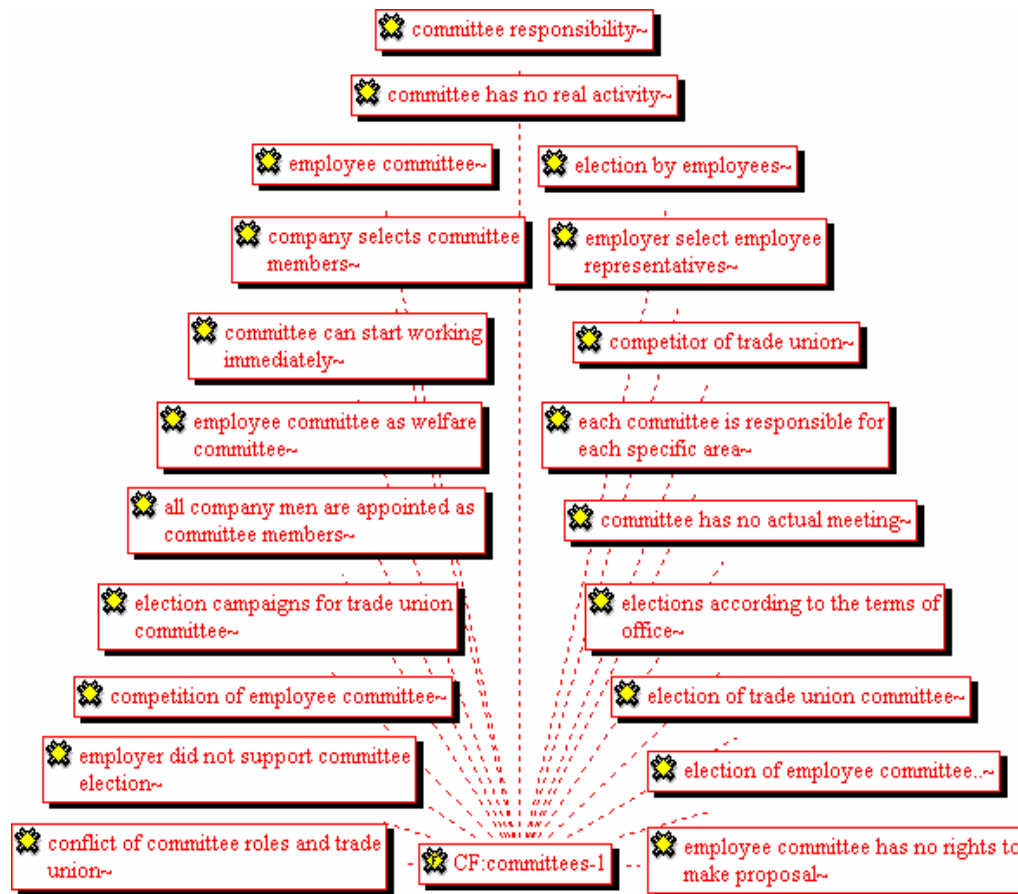 committee responsibility~
committee has no real activity~
employee committee~
election by employees~
company selects committee
members~
employer select employee
representatives~
committee can start working
immediately~
competitor of trade union~
employee committee as welfare
committee~
each committee is responsible for
each specific area~
all company men are appointed as
committee members~
committee has no actual meeting~
election campaigns for trade union
committee~
elections according to the terms of
office~
competition of employee committee~
election of trade union committee~
employer did not support committee
election~
election of employee committee..~
conflict of committee roles and trade
union~
CF:committees-1
employee committee has no rights to
make proposal~